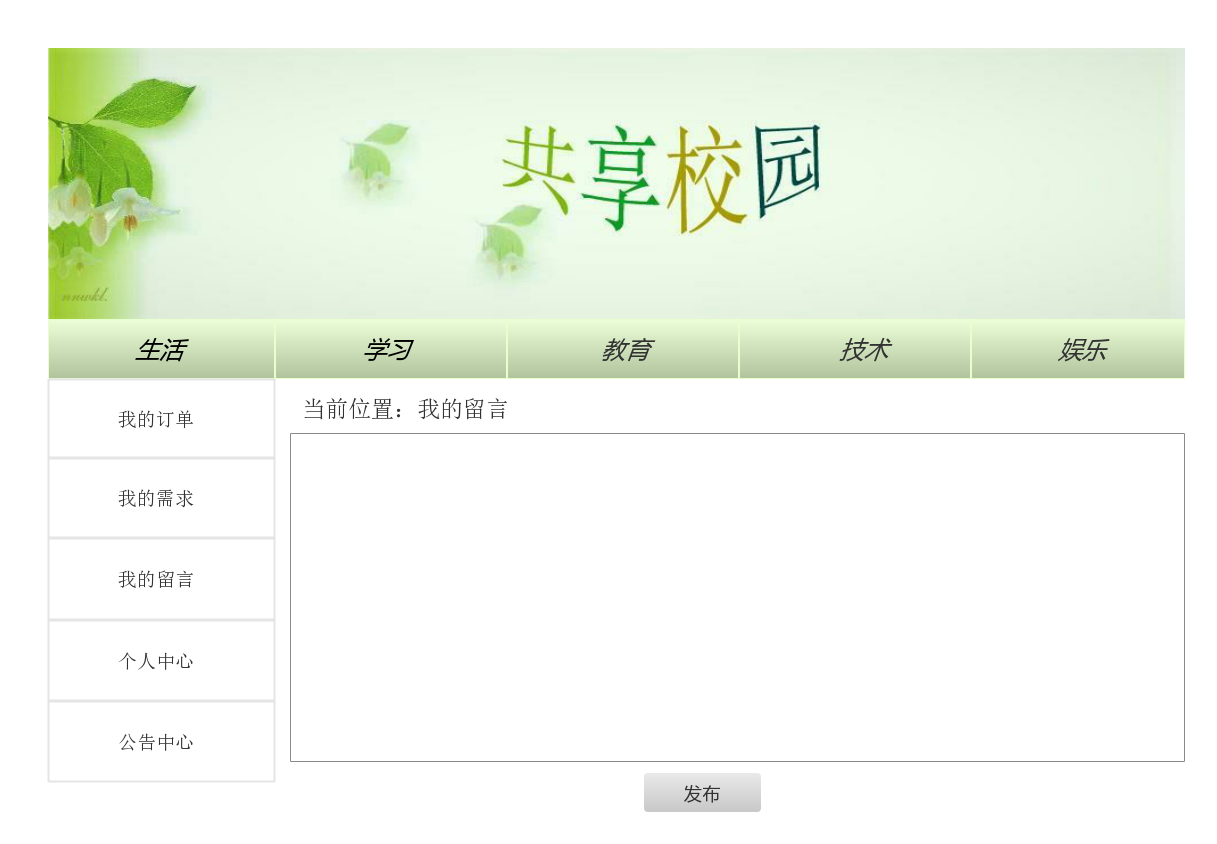 共享校园
nnwkl.
生活 学习 教育 技术 娱乐
我的订单
我的需求
我的留言
个人中心
公告中心
当前位置：我的留言
发布